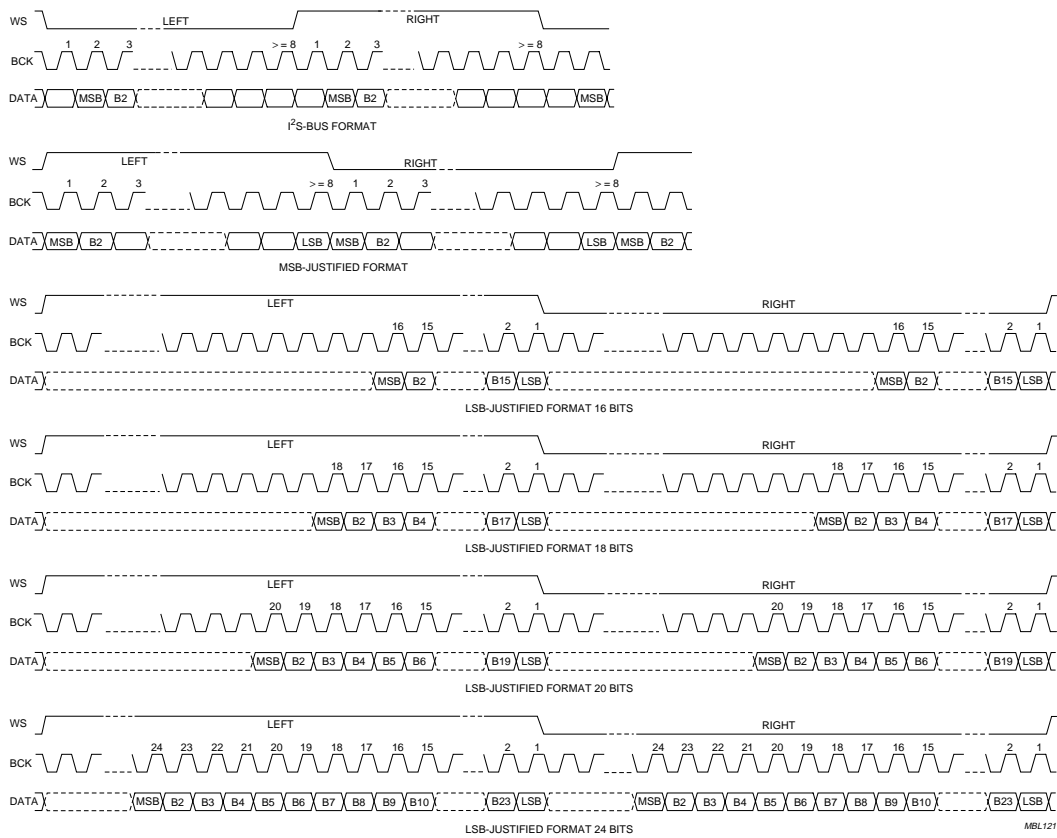 WS LEFT RIGHT
BCK 1 2 3 >= 8 1 2 3 >= 8
DATA MSB B2 MSB B2 MSB
I²S-BUS FORMAT
WS LEFT RIGHT
BCK 1 2 3 >= 8 1 2 3 >= 8
DATA MSB B2 LSB MSB B2 LSB MSB B2
MSB-JUSTIFIED FORMAT
WS LEFT RIGHT
BCK 16 15 2 1 16 15 2 1
DATA MSB B2 B15 LSB MSB B2 B15 LSB
LSB-JUSTIFIED FORMAT 16 BITS
WS LEFT RIGHT
BCK 18 17 16 15 2 1 18 17 16 15 2 1
DATA MSB B2 B3 B4 B17 LSB MSB B2 B3 B4 B17 LSB
LSB-JUSTIFIED FORMAT 18 BITS
WS LEFT RIGHT
BCK 20 19 18 17 16 15 2 1 20 19 18 17 16 15 2 1
DATA MSB B2 B3 B4 B5 B6 B19 LSB MSB B2 B3 B4 B5 B6 B19 LSB
LSB-JUSTIFIED FORMAT 20 BITS
WS LEFT RIGHT
BCK 24 23 22 21 20 19 18 17 16 15 2 1 24 23 22 21 20 19 18 17 16 15 2 1
DATA MSB B2 B3 B4 B5 B6 B7 B8 B9 B10 B23 LSB MSB B2 B3 B4 B5 B6 B7 B8 B9 B10 B23 LSB
LSB-JUSTIFIED FORMAT 24 BITS
MBL121